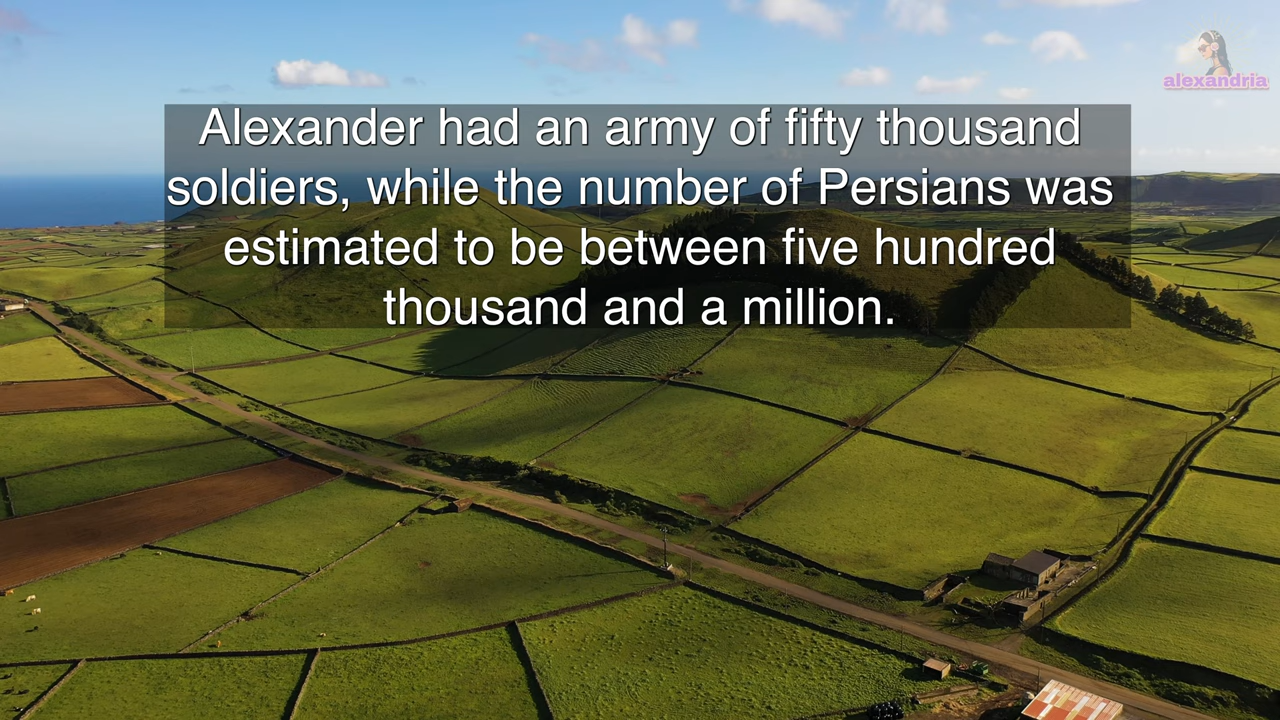 alexandria
Alexander had an army of fifty thousand
soldiers, while the number of Persians was
estimated to be between five hundred
thousand and a million.